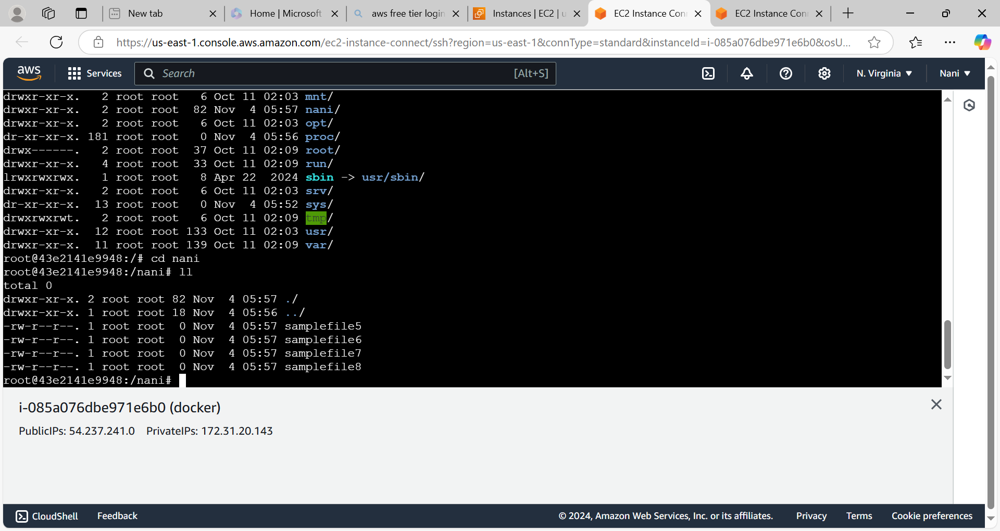 New tab
Home | Microsoft
aws free tier login
Instances | EC2 | u
EC2 Instance Con
EC2 Instance Con
https://us-east-1.console.aws.amazon.com/ec2-instance-connect/ssh?region=us-east-1&connType=standard&instanceId=i-085a076dbe971e6b0&osU...
aws
Services
Search
[Alt+S]
N. Virginia
Nani
drwxr-xr-x.   2 root root   6 Oct 11 02:03 mnt/
drwxr-xr-x.   2 root root  82 Nov  4 05:57 nani/
drwxr-xr-x.   2 root root   6 Oct 11 02:03 opt/
dr-xr-xr-x. 181 root root   0 Nov  4 05:56 proc/
drwx------.   2 root root  37 Oct 11 02:09 root/
drwxr-xr-x.   4 root root  33 Oct 11 02:09 run/
lrwxrwxrwx.   1 root root   8 Apr 22  2024 sbin -> usr/sbin/
drwxr-xr-x.   2 root root   6 Oct 11 02:03 srv/
dr-xr-xr-x.  13 root root   0 Nov  4 05:52 sys/
drwxrwxrwt.   2 root root   6 Oct 11 02:09 tmp/
drwxr-xr-x.  12 root root 133 Oct 11 02:03 usr/
drwxr-xr-x.  11 root root 139 Oct 11 02:09 var/
root@43e2141e9948:/# cd nani
root@43e2141e9948:/nani# ll
total 0
drwxr-xr-x. 2 root root 82 Nov  4 05:57 ./
drwxr-xr-x. 1 root root 18 Nov  4 05:56 ../
-rw-r--r--. 1 root root  0 Nov  4 05:57 samplefile5
-rw-r--r--. 1 root root  0 Nov  4 05:57 samplefile6
-rw-r--r--. 1 root root  0 Nov  4 05:57 samplefile7
-rw-r--r--. 1 root root  0 Nov  4 05:57 samplefile8
root@43e2141e9948:/nani#
i-085a076dbe971e6b0 (docker)
PublicIPs: 54.237.241.0    PrivateIPs: 172.31.20.143
CloudShell
Feedback
© 2024, Amazon Web Services, Inc. or its affiliates.
Privacy
Terms
Cookie preferences